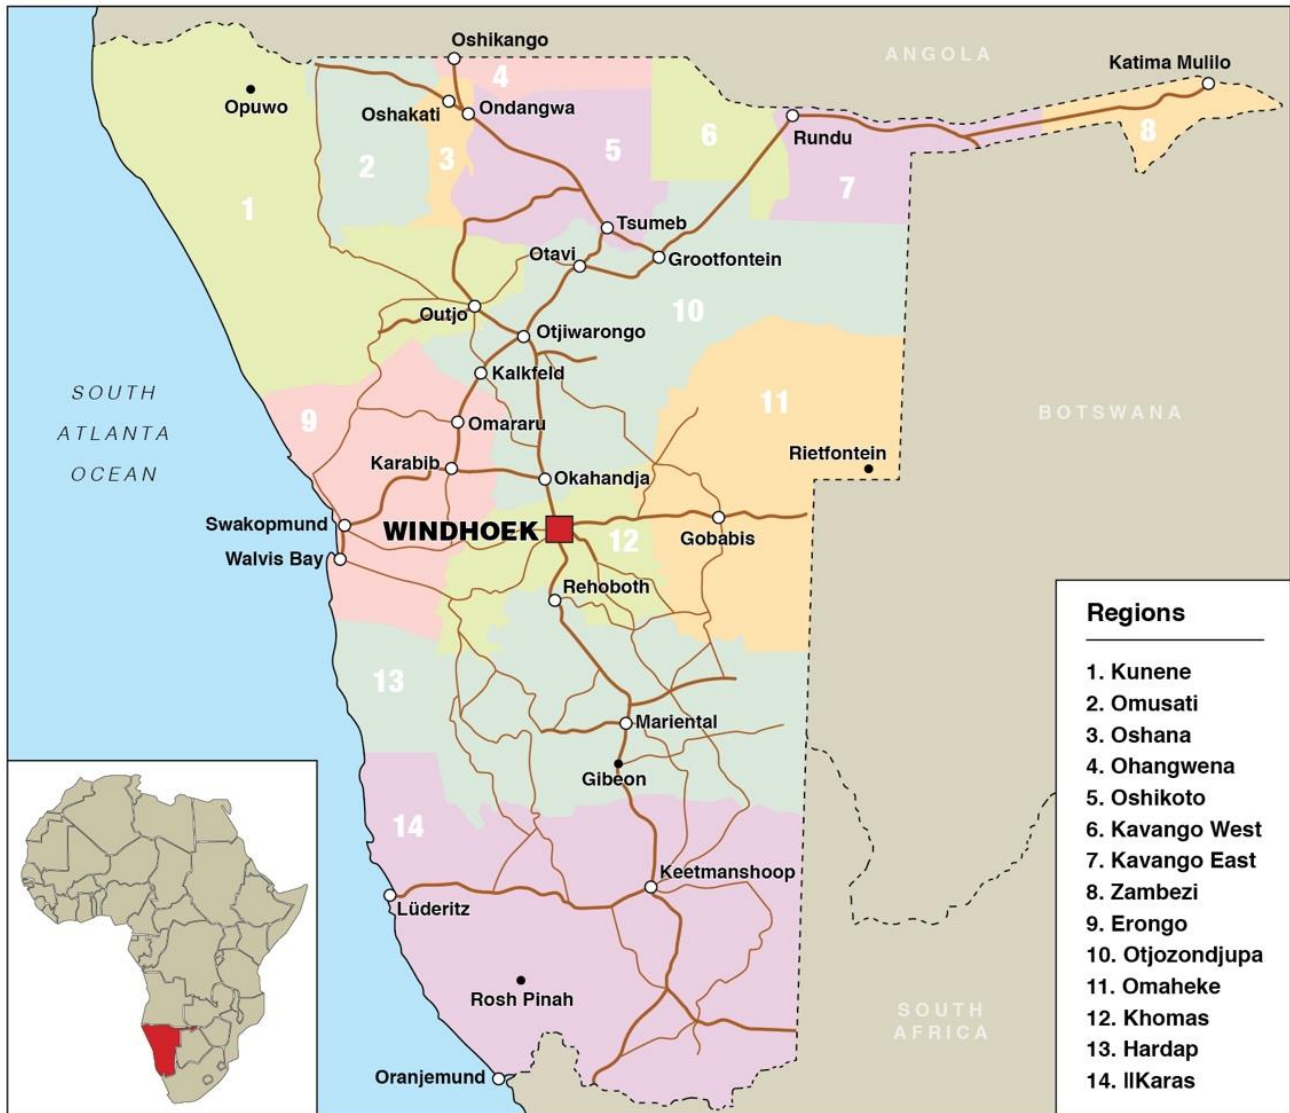 Oshikango
ANGOLA
Katima Mulilo
4
Opuwo
Oshakati
Ondangwa
Rundu
8
6
5
3
2
7
1
Tsumeb
Otavi
Grootfontein
Outjo
10
Otjiwarongo
Kalkfeld
SOUTH
ATLANTA
OCEAN
9
11
BOTSWANA
Omararu
Rietfontein
Karabib
Okahandja
Swakopmund
WINDHOEK
12
Gobabis
Walvis Bay
Rehoboth
13
Mariental
Gibeon
14
Keetmanshoop
Lüderitz
Rosh Pinah
SOUTH
AFRICA
Oranjemund
Regions
1. Kunene
2. Omusati
3. Oshana
4. Ohangwena
5. Oshikoto
6. Kavango West
7. Kavango East
8. Zambezi
9. Erongo
10. Otjozondjupa
11. Omaheke
12. Khomas
13. Hardap
14. llKaras